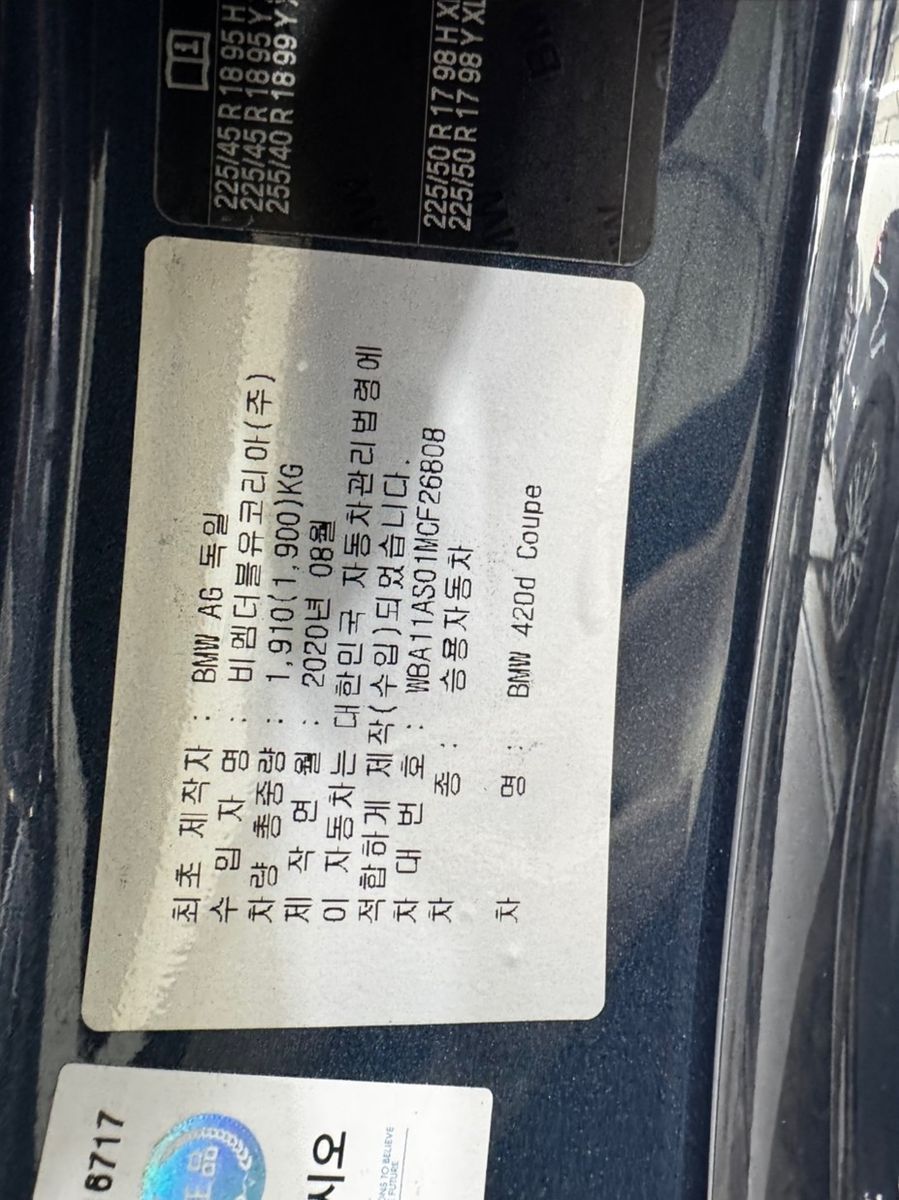 225/45 R 18 95 H
225/45 R 18 95 Y
255/40 R 18 99 Y
225/50 R 17 98 H XL
225/50 R 17 98 Y XL
최초 제작자 : BMW AG 독일
수 입 자 명 : 비엠더블유코리아(주)
차량 총중량 : 1,910(1,900)KG
제 작 연 월 : 2020년 08월
이 자동차는 대한민국 자동차관리법령에
적합하게 제작(수입)되었습니다.
차 대 번 호 : WBA11AS01MCF26808
차 종 : 승용자동차
차 명 : BMW 420d Coupe
6717
시오
TO BELIEVE
FUTURE